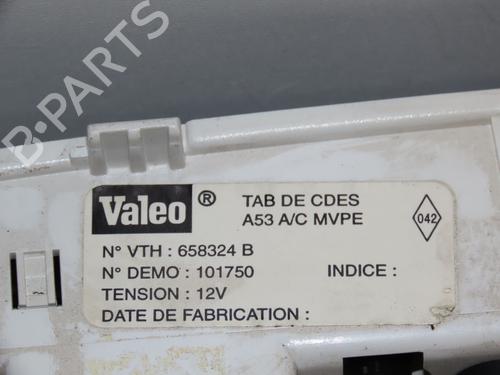 B-PARTS
Valeo ® TAB DE CDES
A53 A/C MVPE
042
N° VTH : 658324 B
N° DEMO : 101750 INDICE :
TENSION : 12V
DATE DE FABRICATION :